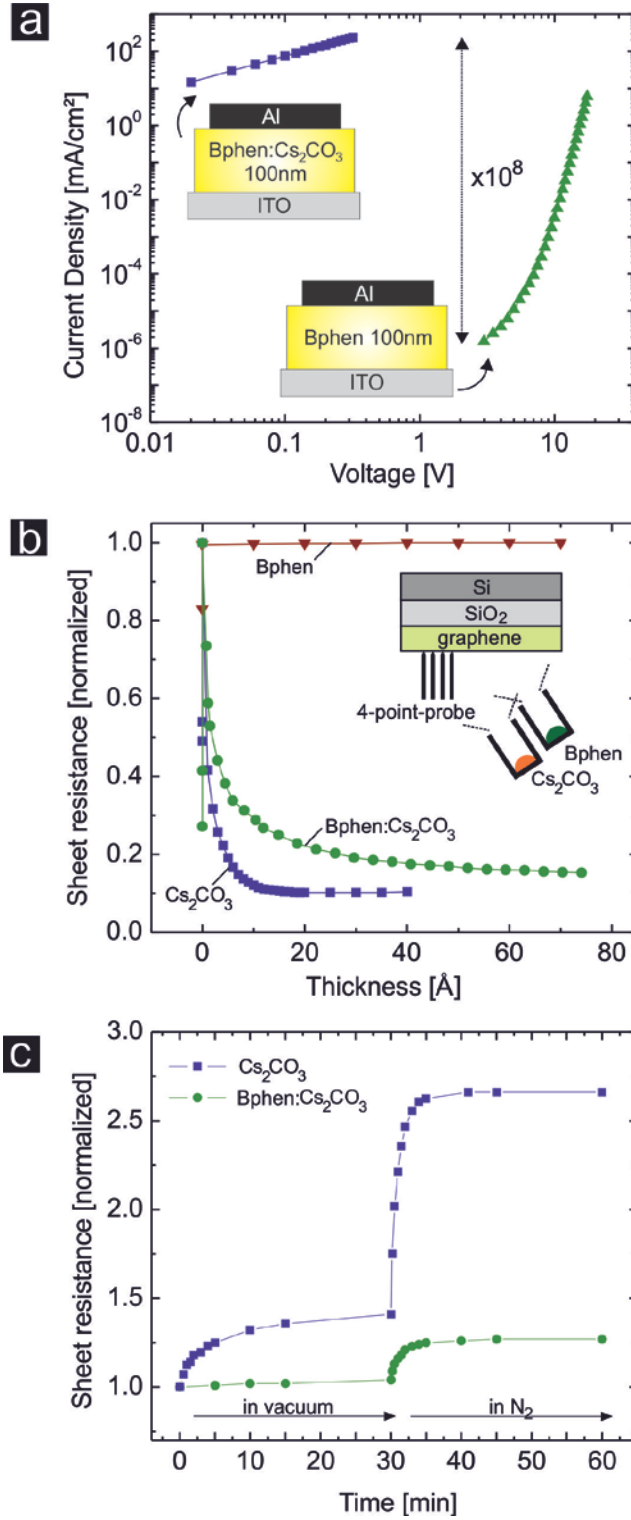 a
10²
10⁰
10⁻²
10⁻⁴
10⁻⁶
10⁻⁸
Current Density [mA/cm²]
Al
Bphen:Cs₂CO₃
100nm
ITO
x10⁸
Al
Bphen 100nm
ITO
0.01
0.1
1
10
Voltage [V]
b
1.0
0.8
0.6
0.4
0.2
0.0
Sheet resistance [normalized]
Bphen
Si
SiO₂
graphene
4-point-probe
Bphen
Cs₂CO₃
Bphen:Cs₂CO₃
Cs₂CO₃
0
20
40
60
80
Thickness [Å]
c
3.0
2.5
2.0
1.5
1.0
Sheet resistance [normalized]
Cs₂CO₃
Bphen:Cs₂CO₃
in vacuum
in N₂
0
10
20
30
40
50
60
Time [min]